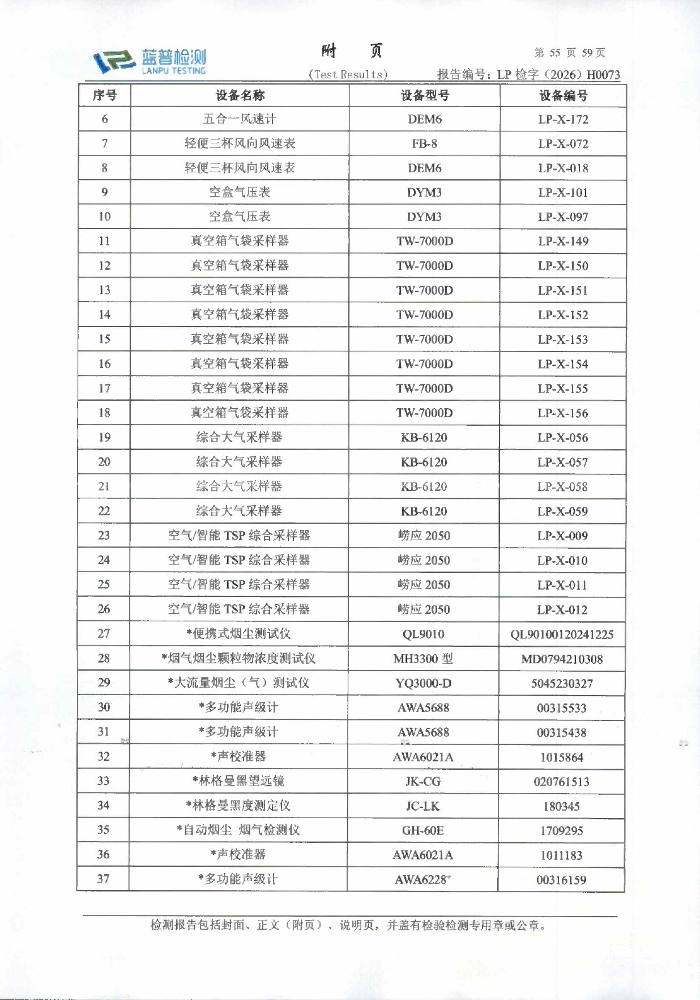 蓝普检测
LANPU TESTING
附 页
(Test Results)
第 55 页 59 页
报告编号: LP 检字（2026）H0073
序号 设备名称 设备型号 设备编号
6 五合一风速计 DEM6 LP-X-172
7 轻便三杯风向风速表 FB-8 LP-X-072
8 轻便三杯风向风速表 DEM6 LP-X-018
9 空盒气压表 DYM3 LP-X-101
10 空盒气压表 DYM3 LP-X-097
11 真空箱气袋采样器 TW-7000D LP-X-149
12 真空箱气袋采样器 TW-7000D LP-X-150
13 真空箱气袋采样器 TW-7000D LP-X-151
14 真空箱气袋采样器 TW-7000D LP-X-152
15 真空箱气袋采样器 TW-7000D LP-X-153
16 真空箱气袋采样器 TW-7000D LP-X-154
17 真空箱气袋采样器 TW-7000D LP-X-155
18 真空箱气袋采样器 TW-7000D LP-X-156
19 综合大气采样器 KB-6120 LP-X-056
20 综合大气采样器 KB-6120 LP-X-057
21 综合大气采样器 KB-6120 LP-X-058
22 综合大气采样器 KB-6120 LP-X-059
23 空气/智能 TSP 综合采样器 崂应 2050 LP-X-009
24 空气/智能 TSP 综合采样器 崂应 2050 LP-X-010
25 空气/智能 TSP 综合采样器 崂应 2050 LP-X-011
26 空气/智能 TSP 综合采样器 崂应 2050 LP-X-012
27 *便携式烟尘测试仪 QL9010 QL90100120241225
28 *烟气烟尘颗粒物浓度测试仪 MH3300 型 MD0794210308
29 *大流量烟尘（气）测试仪 YQ3000-D 5045230327
30 *多功能声级计 AWA5688 00315533
31 *多功能声级计 AWA5688 00315438
32 *声校准器 AWA6021A 1015864
33 *林格曼黑望远镜 JK-CG 020761513
34 *林格曼黑度测定仪 JC-LK 180345
35 *自动烟尘 烟气检测仪 GH-60E 1709295
36 *声校准器 AWA6021A 1011183
37 *多功能声级计 AWA6228+ 00316159
检测报告包括封面、正文（附页）、说明页，并盖有检验检测专用章或公章。